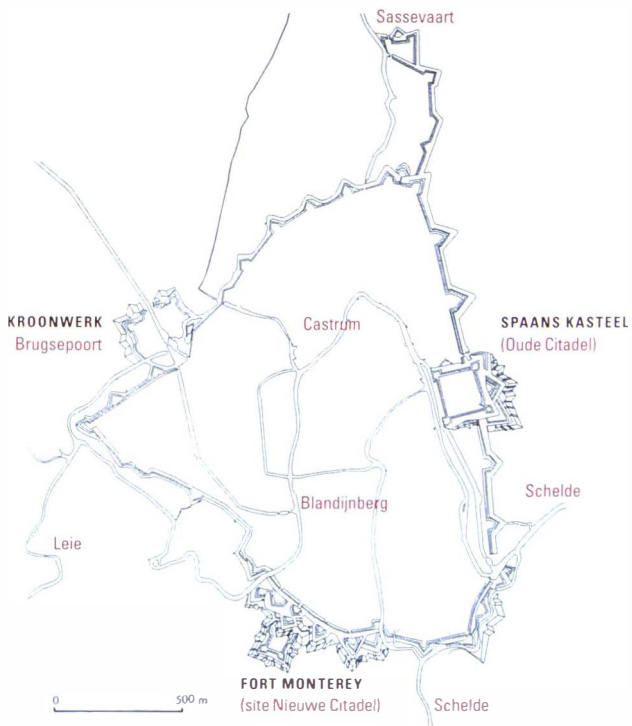 Sassevaart
KROONWERK
Brugsepoort
Castrum
SPAANS KASTEEL
(Oude Citadel)
Blandijnberg
Schelde
Leie
FORT MONTEREY
(site Nieuwe Citadel)
Schelde
0 500 m